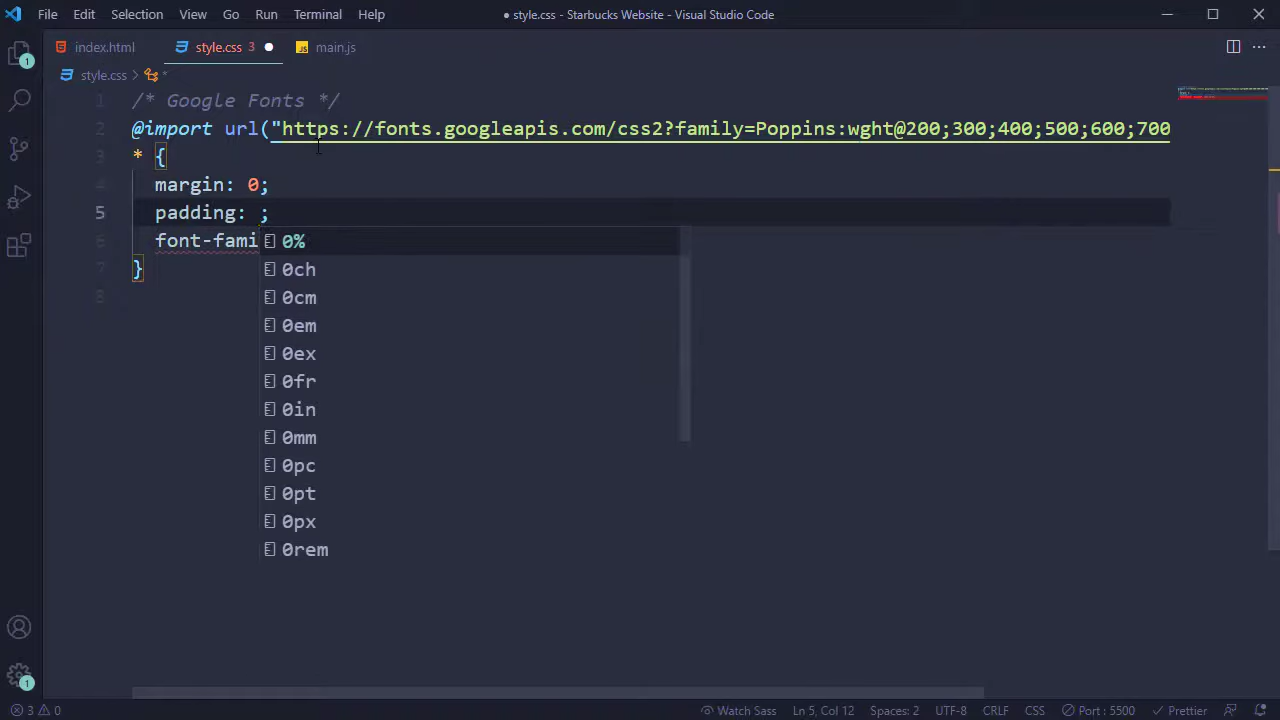 File Edit Selection View Go Run Terminal Help
● style.css - Starbucks Website - Visual Studio Code
index.html
style.css 3
JS main.js
style.css > *
1 /* Google Fonts */
2 @import url("https://fonts.googleapis.com/css2?family=Poppins:wght@200;300;400;500;600;700
3 * {
4 margin: 0;
5 padding: ;
6 font-fami
7 }
8
0%
0ch
0cm
0em
0ex
0fr
0in
0mm
0pc
0pt
0px
0rem
1
1
3 0
Watch Sass Ln 5, Col 12 Spaces: 2 UTF-8 CRLF CSS Port : 5500 Prettier